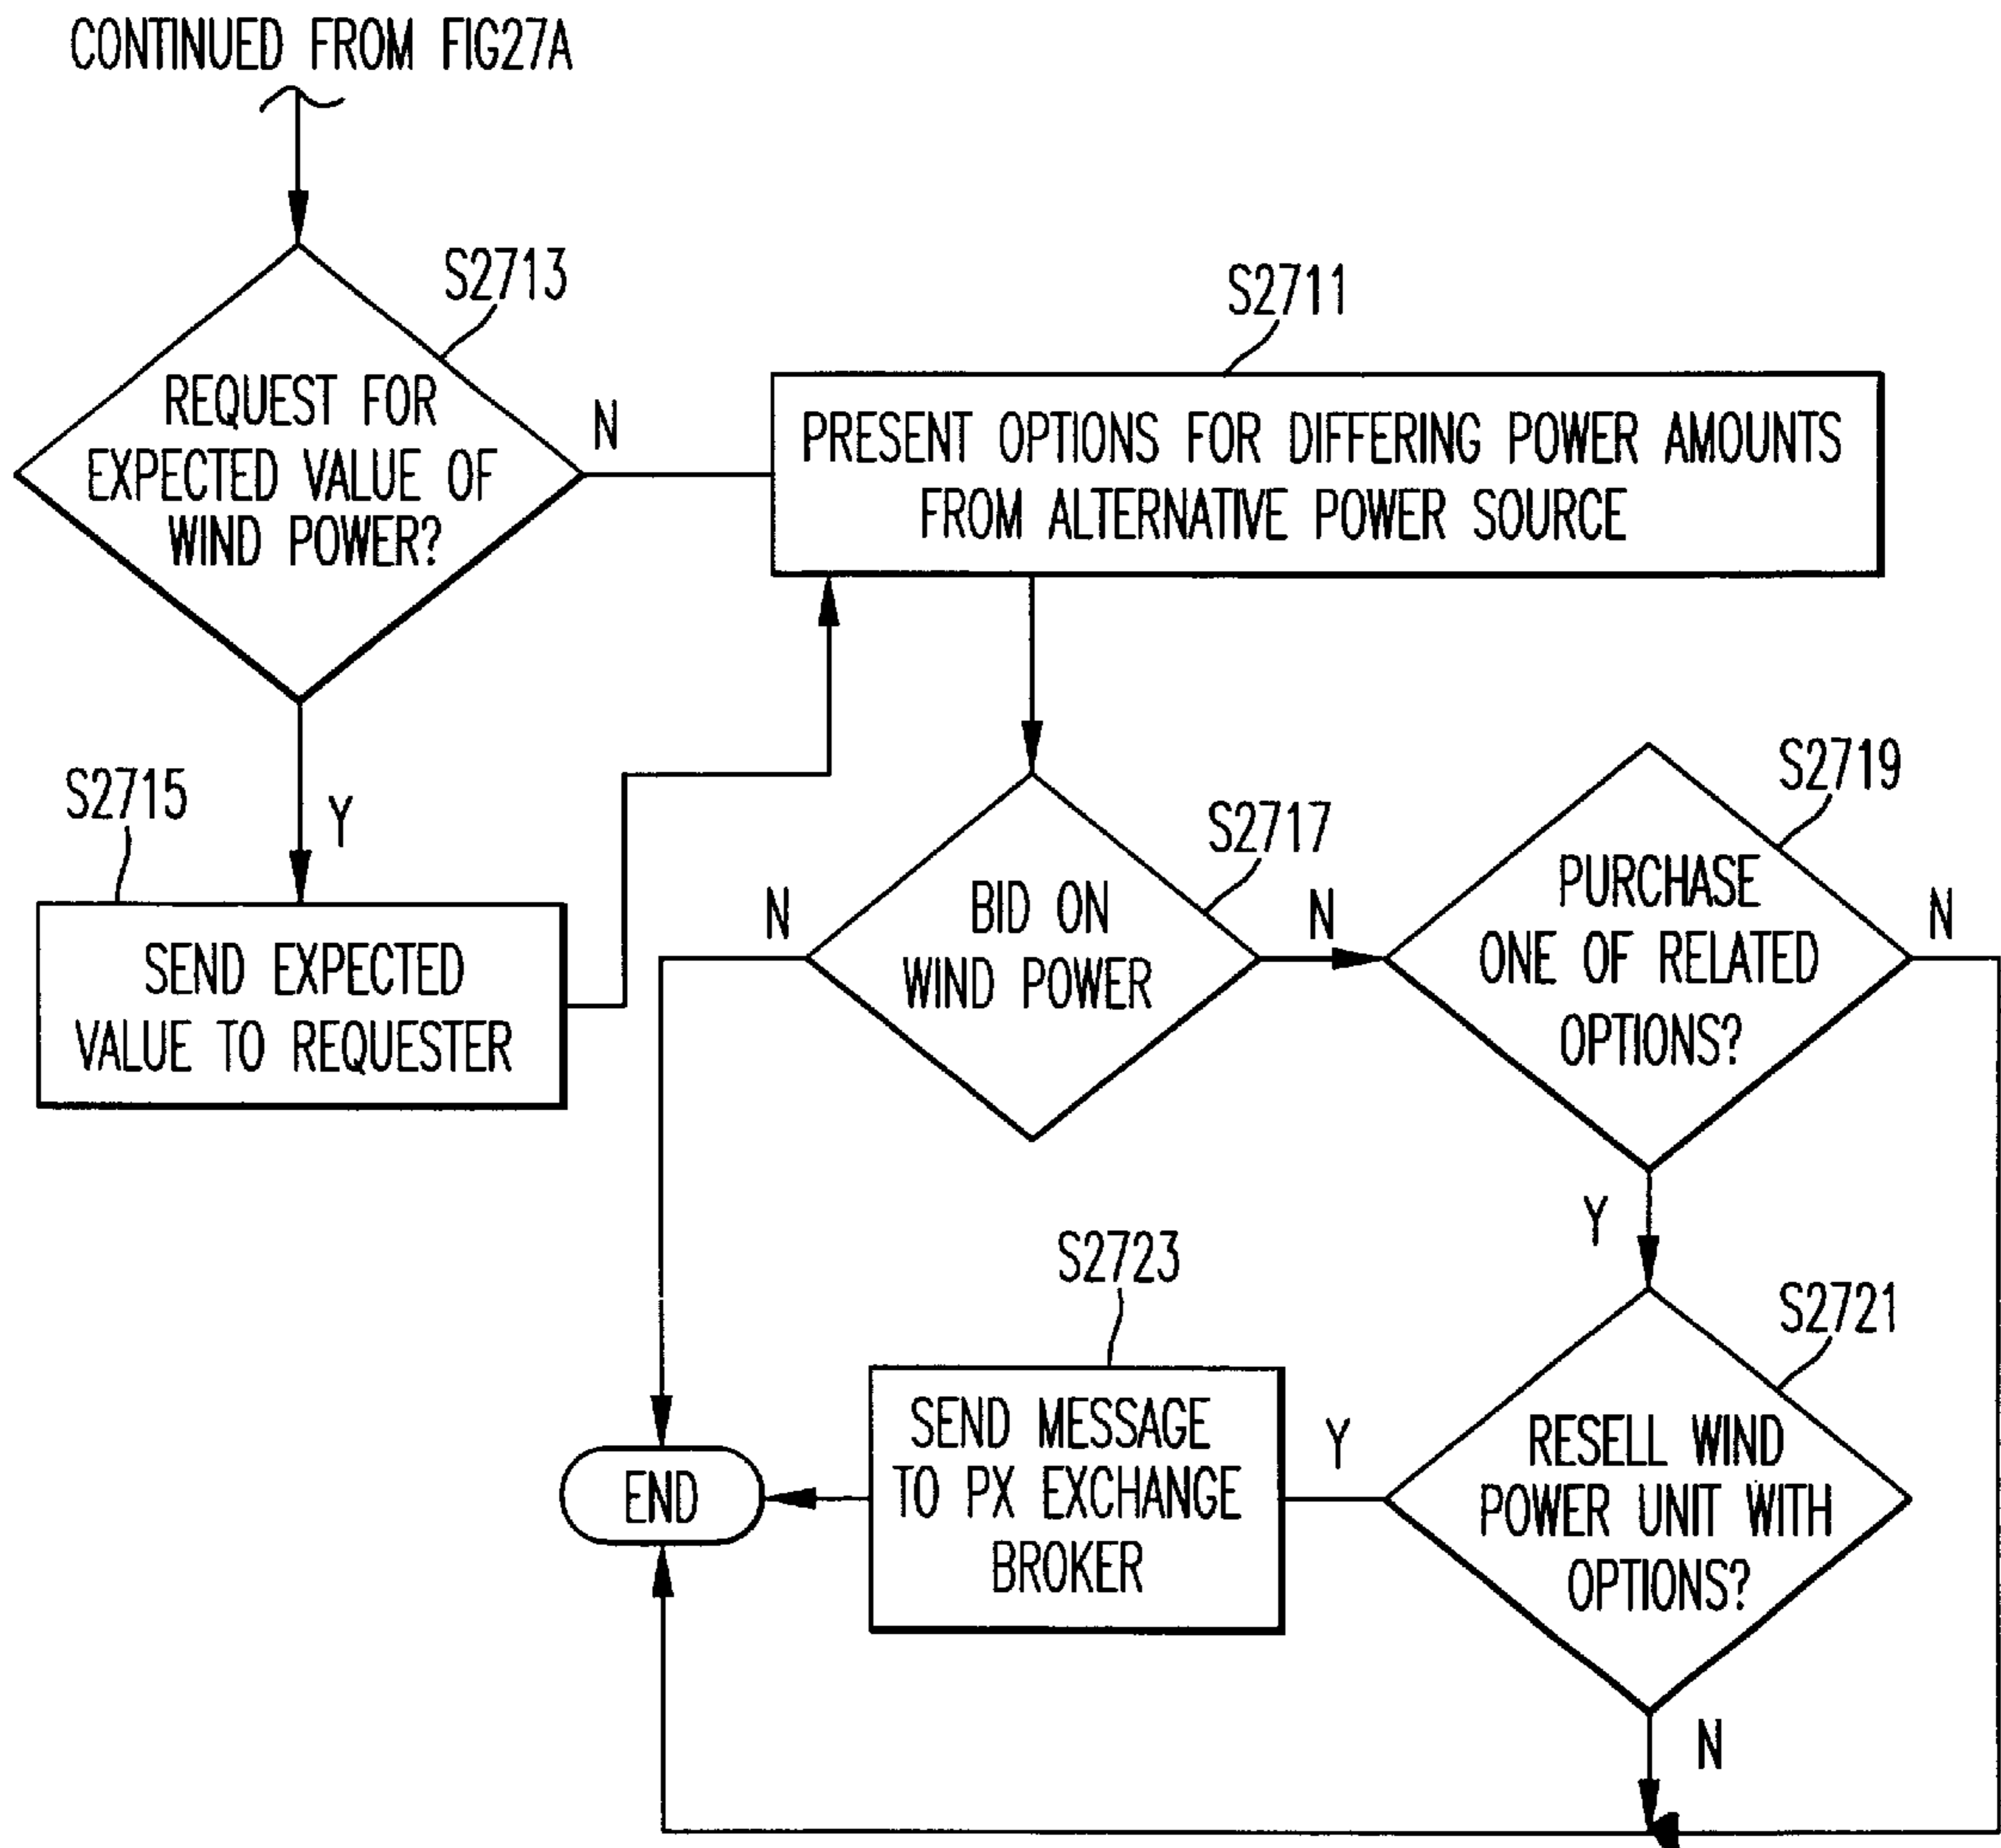 CONTINUED FROM FIG27A
S2713
REQUEST FOR
EXPECTED VALUE OF
WIND POWER?
N
S2711
PRESENT OPTIONS FOR DIFFERING POWER AMOUNTS
FROM ALTERNATIVE POWER SOURCE
Y
S2715
SEND EXPECTED
VALUE TO REQUESTER
S2717
BID ON
WIND POWER
N
N
S2719
PURCHASE
ONE OF RELATED
OPTIONS?
N
Y
S2721
RESELL WIND
POWER UNIT WITH
OPTIONS?
Y
N
S2723
SEND MESSAGE
TO PX EXCHANGE
BROKER
END